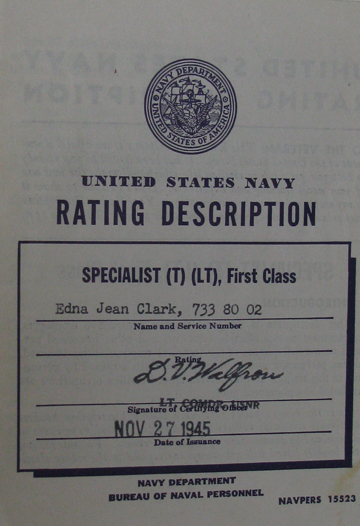 NAVY DEPARTMENT
UNITED STATES OF AMERICA
UNITED STATES NAVY
RATING DESCRIPTION
SPECIALIST (T) (LT), First Class
Edna Jean Clark, 733 80 02
Name and Service Number
Rating
LT. COMDR. USNR
Signature of Certifying Officer
NOV 27 1945
Date of Issuance
NAVY DEPARTMENT
BUREAU OF NAVAL PERSONNEL
NAVPERS 15523